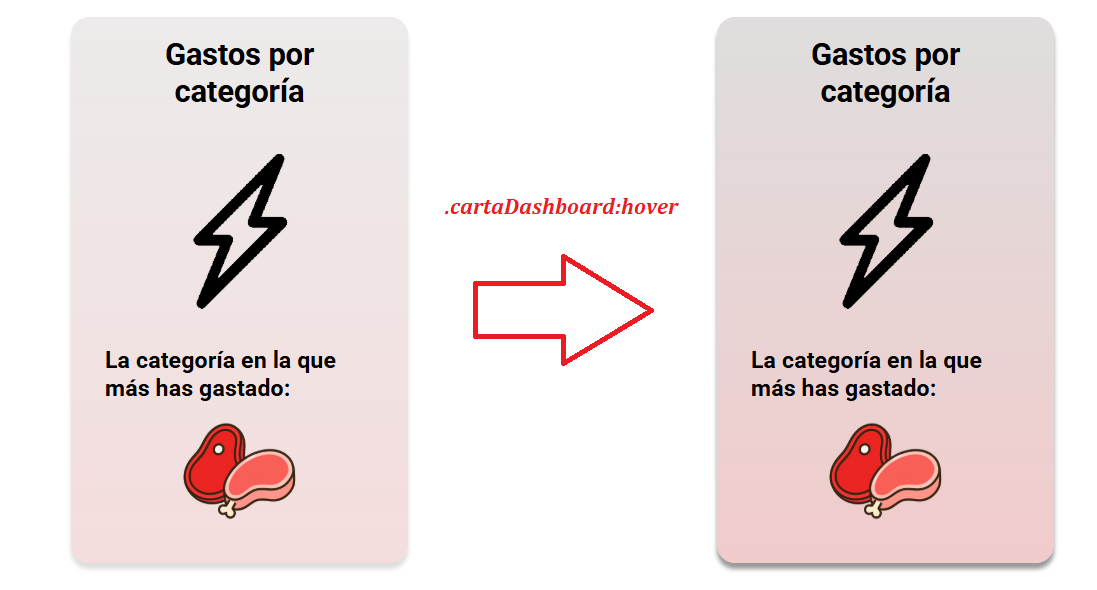 Gastos por
categoría
La categoría en la que
más has gastado:
.cartaDashboard:hover
Gastos por
categoría
La categoría en la que
más has gastado: